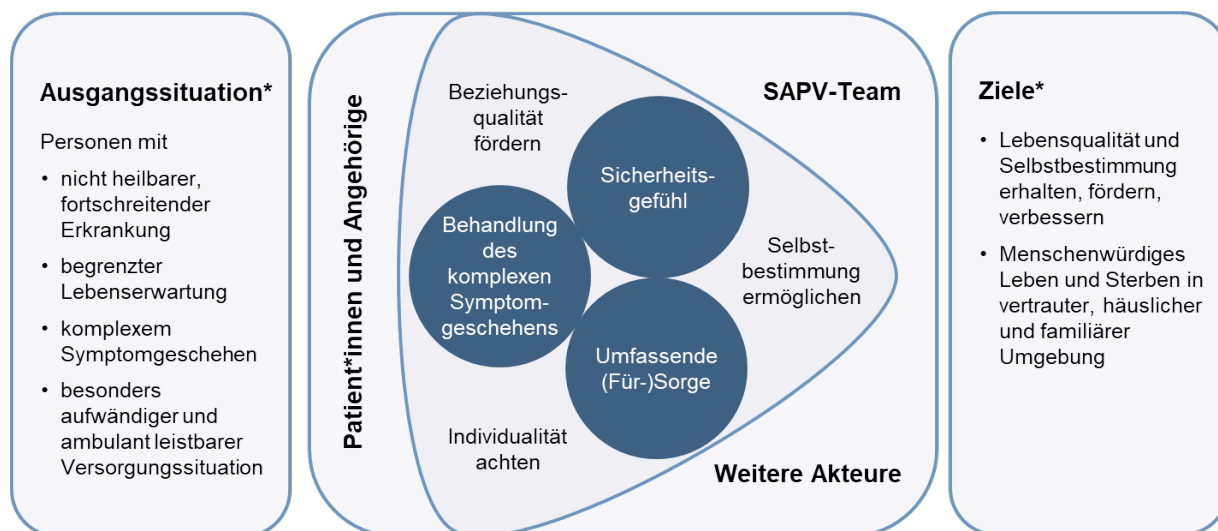 Ausgangssituation*
Personen mit
• nicht heilbarer,
fortschreitender
Erkrankung
• begrenzter
Lebenserwartung
• komplexem
Symptomgeschehen
• besonders
aufwändiger und
ambulant leistbarer
Versorgungssituation
Patient*innen und Angehörige
Beziehungs-
qualität
fördern
SAPV-Team
Sicherheits-
gefühl
Behandlung
des
komplexen
Symptom-
geschehens
Selbst-
bestimmung
ermöglichen
Umfassende
(Für-)Sorge
Individualität
achten
Weitere Akteure
Ziele*
• Lebensqualität und
Selbstbestimmung
erhalten, fördern,
verbessern
• Menschenwürdiges
Leben und Sterben in
vertrauter, häuslicher
und familiärer
Umgebung